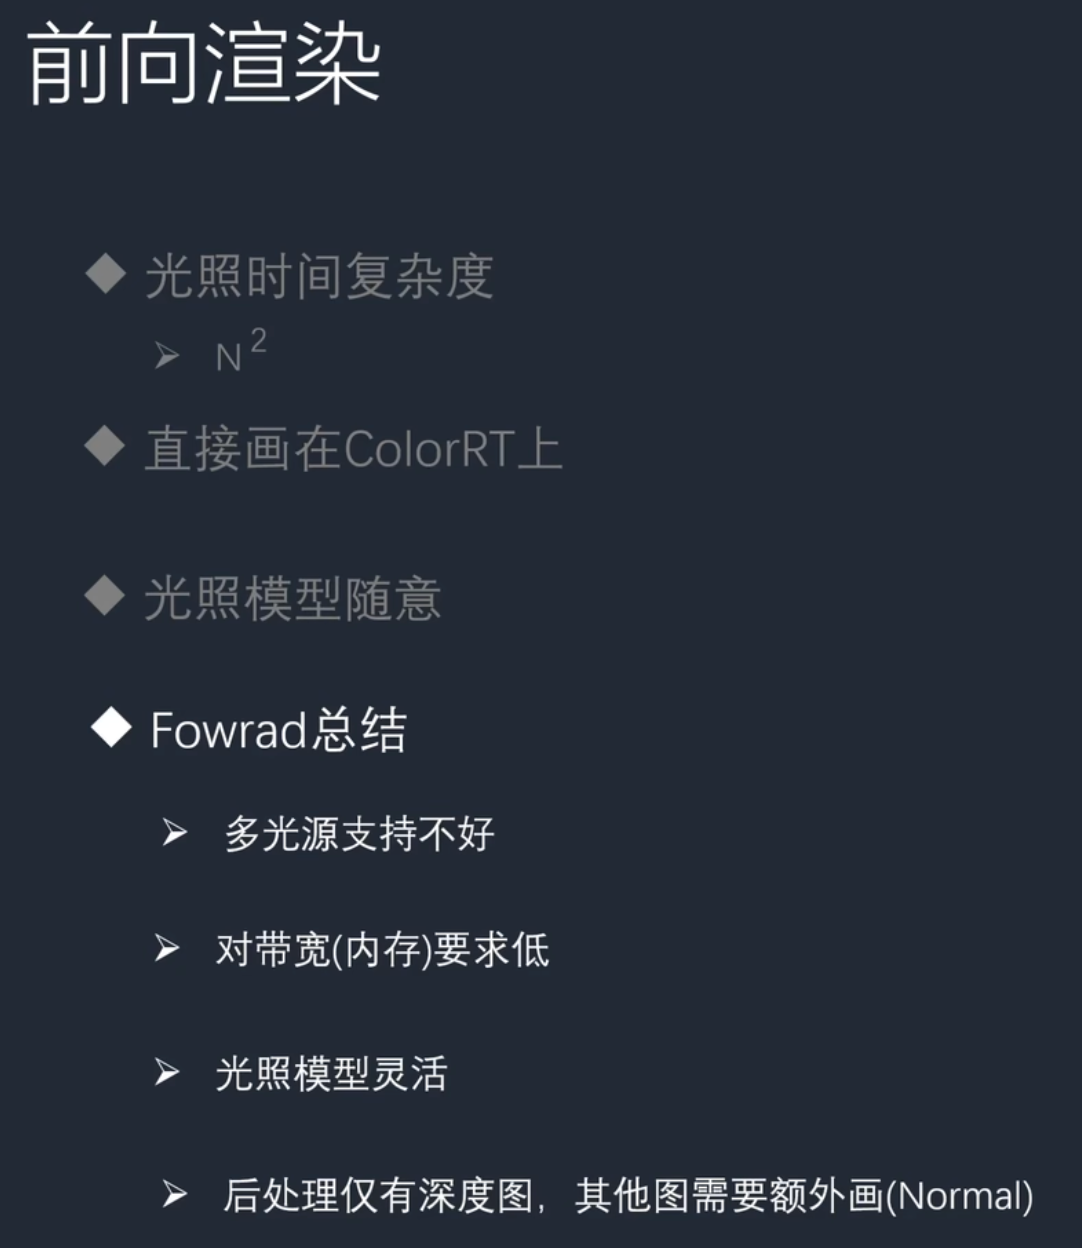 前向渲染
光照时间复杂度
N²
直接画在ColorRT上
光照模型随意
Fowrad总结
多光源支持不好
对带宽(内存)要求低
光照模型灵活
后处理仅有深度图，其他图需要额外画(Normal)